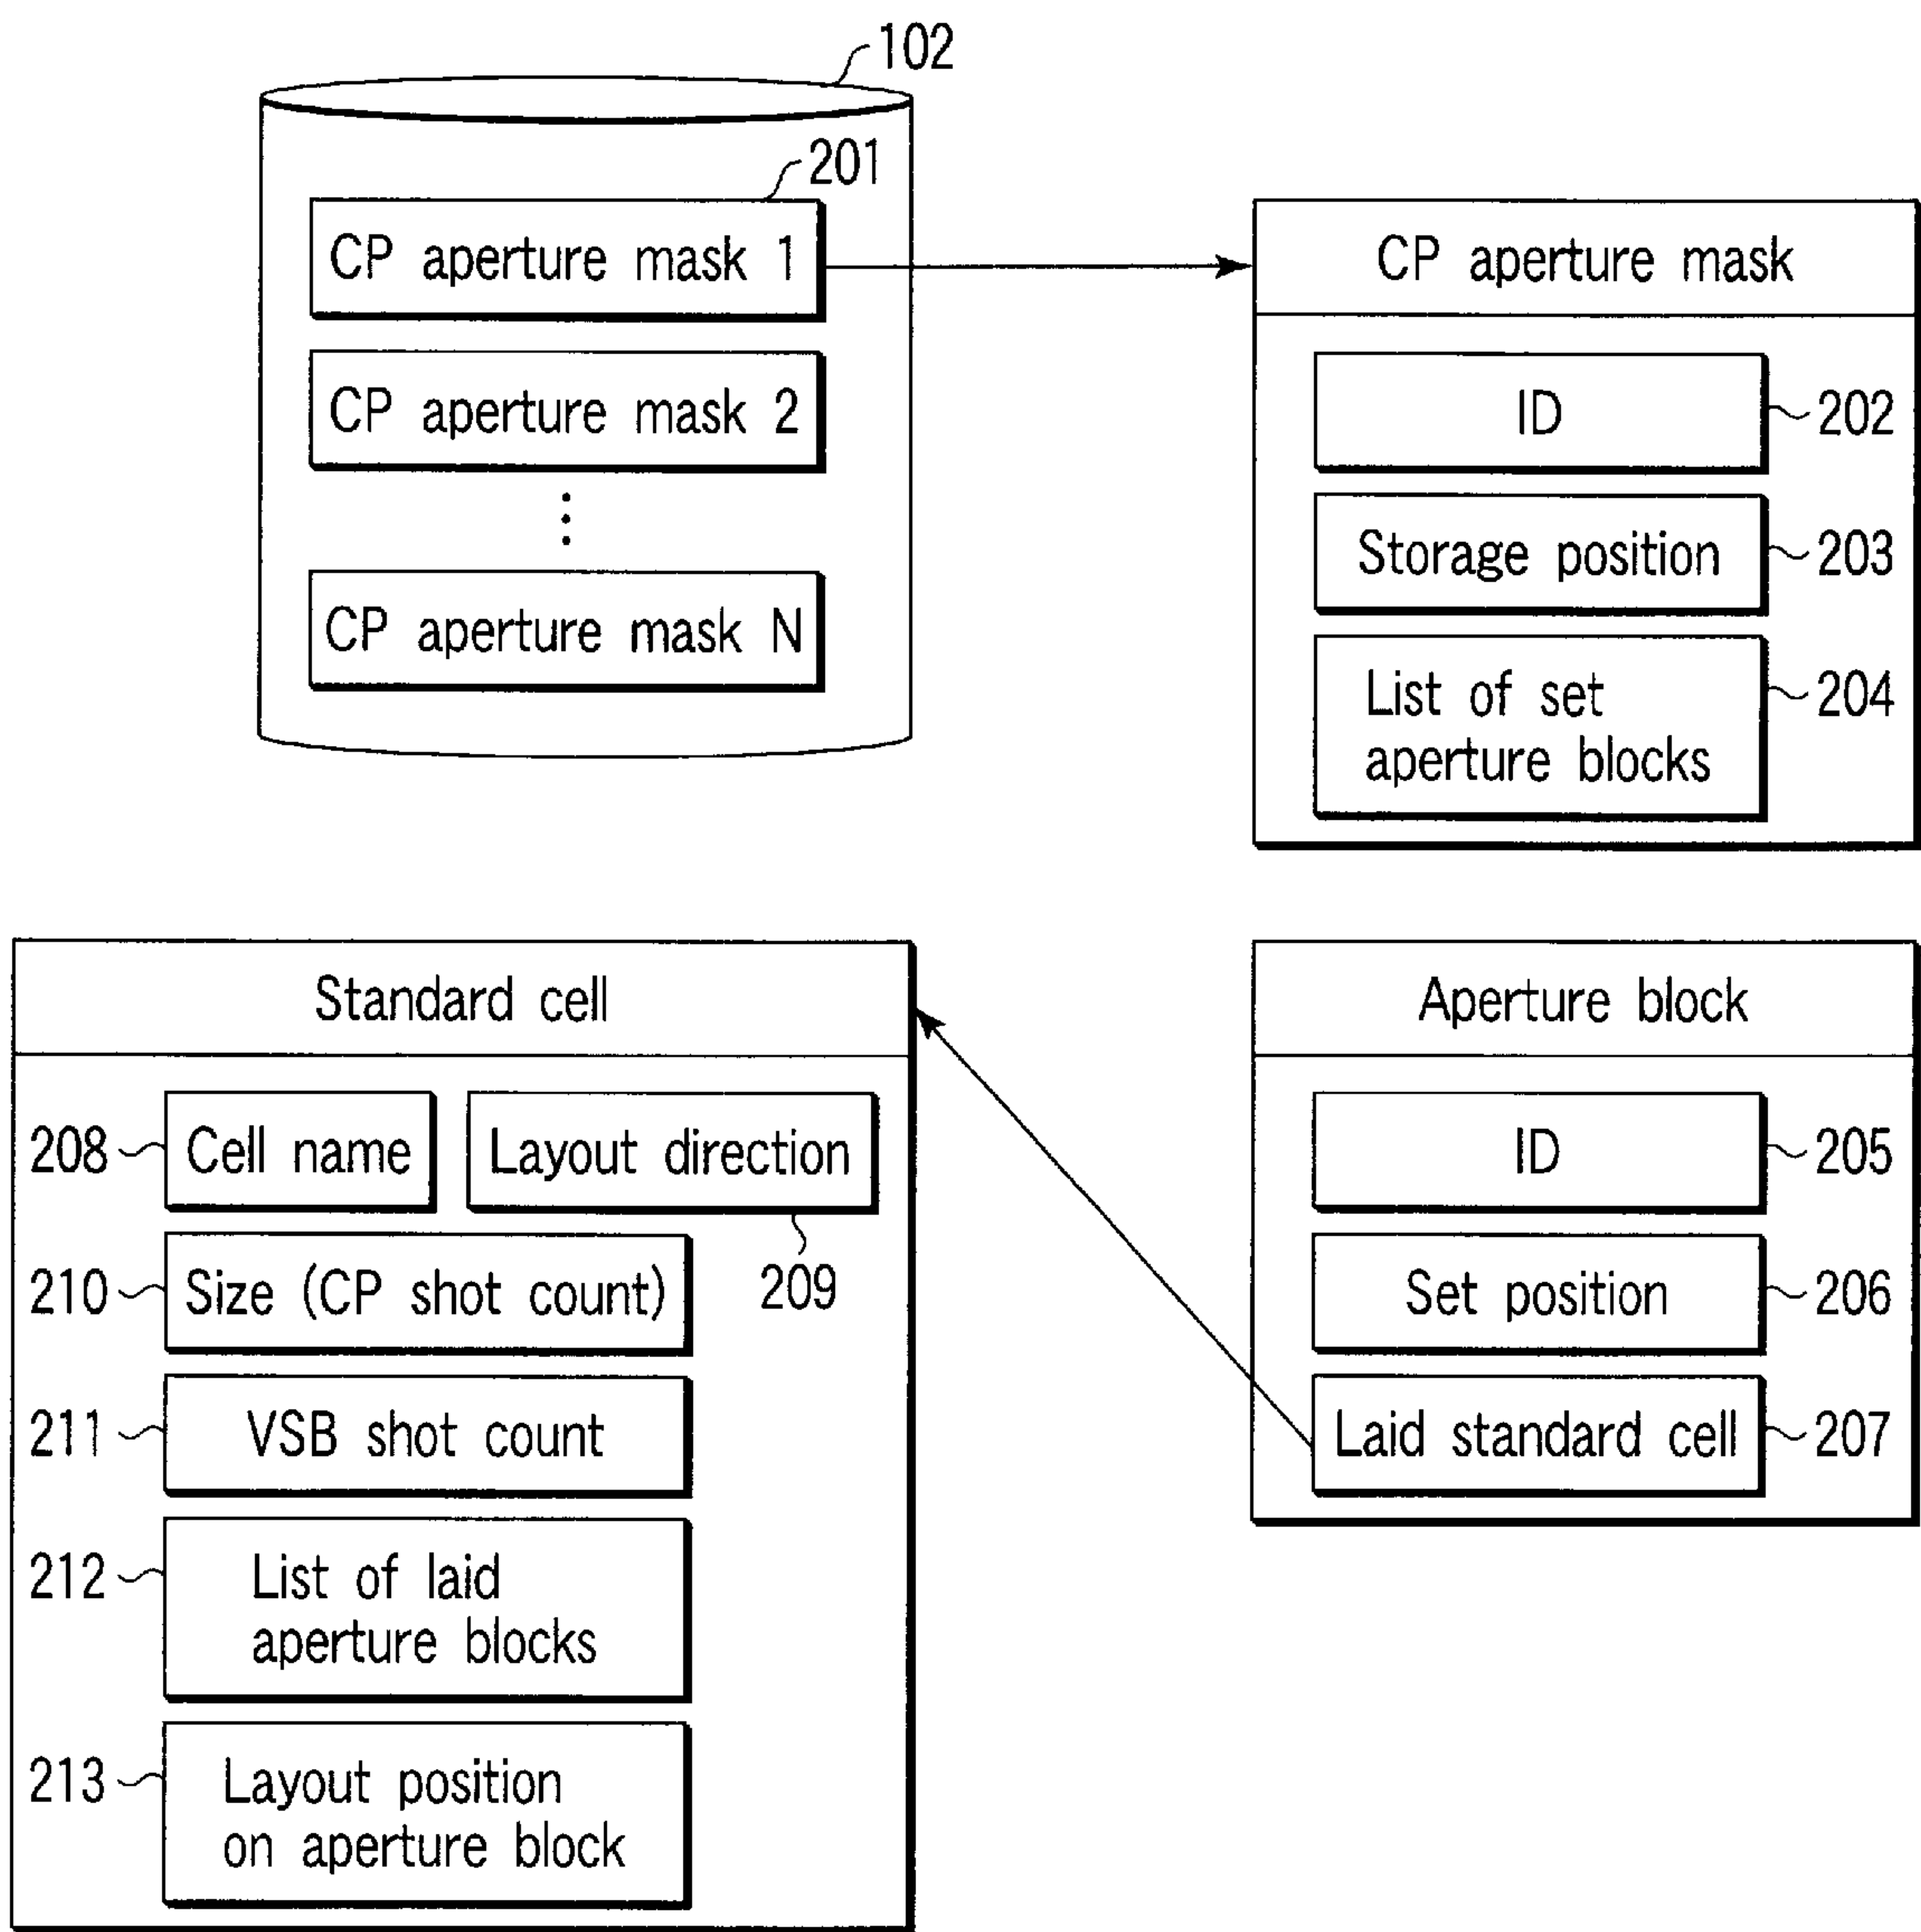 102
201
CP aperture mask 1
CP aperture mask 2
CP aperture mask N
CP aperture mask
ID
202
Storage position
203
List of set
aperture blocks
204
Standard cell
208
Cell name
Layout direction
209
210
Size (CP shot count)
211
VSB shot count
212
List of laid
aperture blocks
213
Layout position
on aperture block
Aperture block
ID
205
Set position
206
Laid standard cell
207